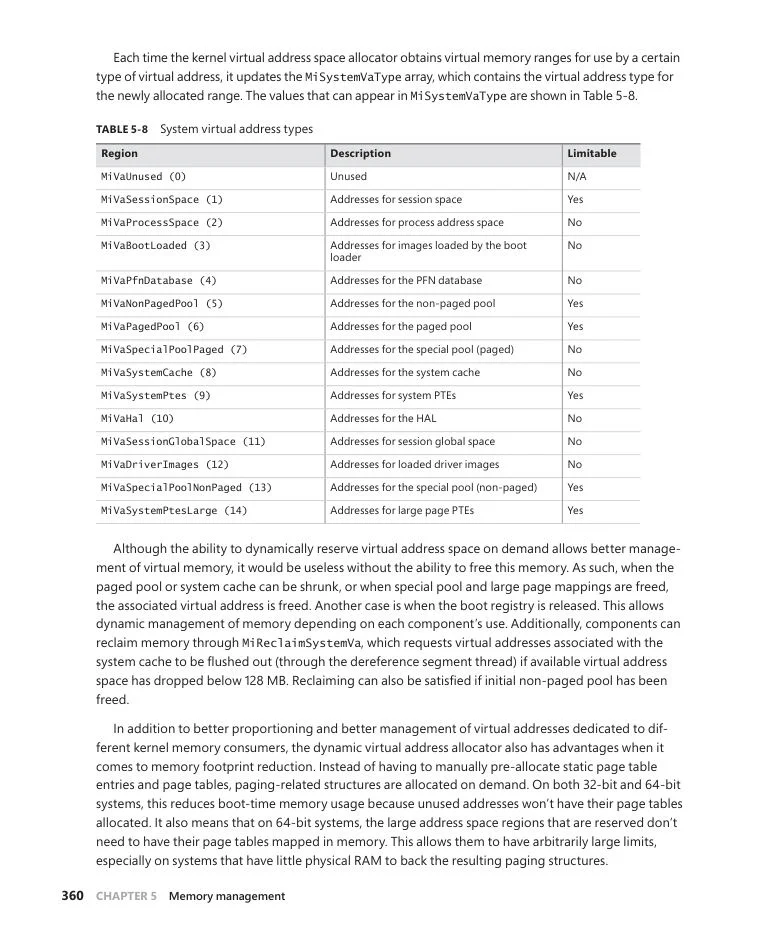 Each time the kernel virtual address space allocator obtains virtual memory ranges for use by a certain
type of virtual address, it updates the MiSystemVaType array, which contains the virtual address type for
the newly allocated range. The values that can appear in MiSystemVaType are shown in Table 5-8.
TABLE 5-8 System virtual address types
Region Description Limitable
MiVaUnused (0) Unused N/A
MiVaSessionSpace (1) Addresses for session space Yes
MiVaProcessSpace (2) Addresses for process address space No
MiVaBootLoaded (3) Addresses for images loaded by the boot No
loader
MiVaPfnDatabase (4) Addresses for the PFN database No
MiVaNonPagedPool (5) Addresses for the non-paged pool Yes
MiVaPagedPool (6) Addresses for the paged pool Yes
MiVaSpecialPoolPaged (7) Addresses for the special pool (paged) No
MiVaSystemCache (8) Addresses for the system cache No
MiVaSystemPtes (9) Addresses for system PTEs Yes
MiVaHal (10) Addresses for the HAL No
MiVaSessionGlobalSpace (11) Addresses for session global space No
MiVaDriverImages (12) Addresses for loaded driver images No
MiVaSpecialPoolNonPaged (13) Addresses for the special pool (non-paged) Yes
MiVaSystemPtesLarge (14) Addresses for large page PTEs Yes
Although the ability to dynamically reserve virtual address space on demand allows better manage-
ment of virtual memory, it would be useless without the ability to free this memory. As such, when the
paged pool or system cache can be shrunk, or when special pool and large page mappings are freed,
the associated virtual address is freed. Another case is when the boot registry is released. This allows
dynamic management of memory depending on each component's use. Additionally, components can
reclaim memory through MiReclaimSystemVa, which requests virtual addresses associated with the
system cache to be flushed out (through the dereference segment thread) if available virtual address
space has dropped below 128 MB. Reclaiming can also be satisfied if initial non-paged pool has been
freed.
In addition to better proportioning and better management of virtual addresses dedicated to dif-
ferent kernel memory consumers, the dynamic virtual address allocator also has advantages when it
comes to memory footprint reduction. Instead of having to manually pre-allocate static page table
entries and page tables, paging-related structures are allocated on demand. On both 32-bit and 64-bit
systems, this reduces boot-time memory usage because unused addresses won't have their page tables
allocated. It also means that on 64-bit systems, the large address space regions that are reserved don't
need to have their page tables mapped in memory. This allows them to have arbitrarily large limits,
especially on systems that have little physical RAM to back the resulting paging structures.
360 CHAPTER 5 Memory management